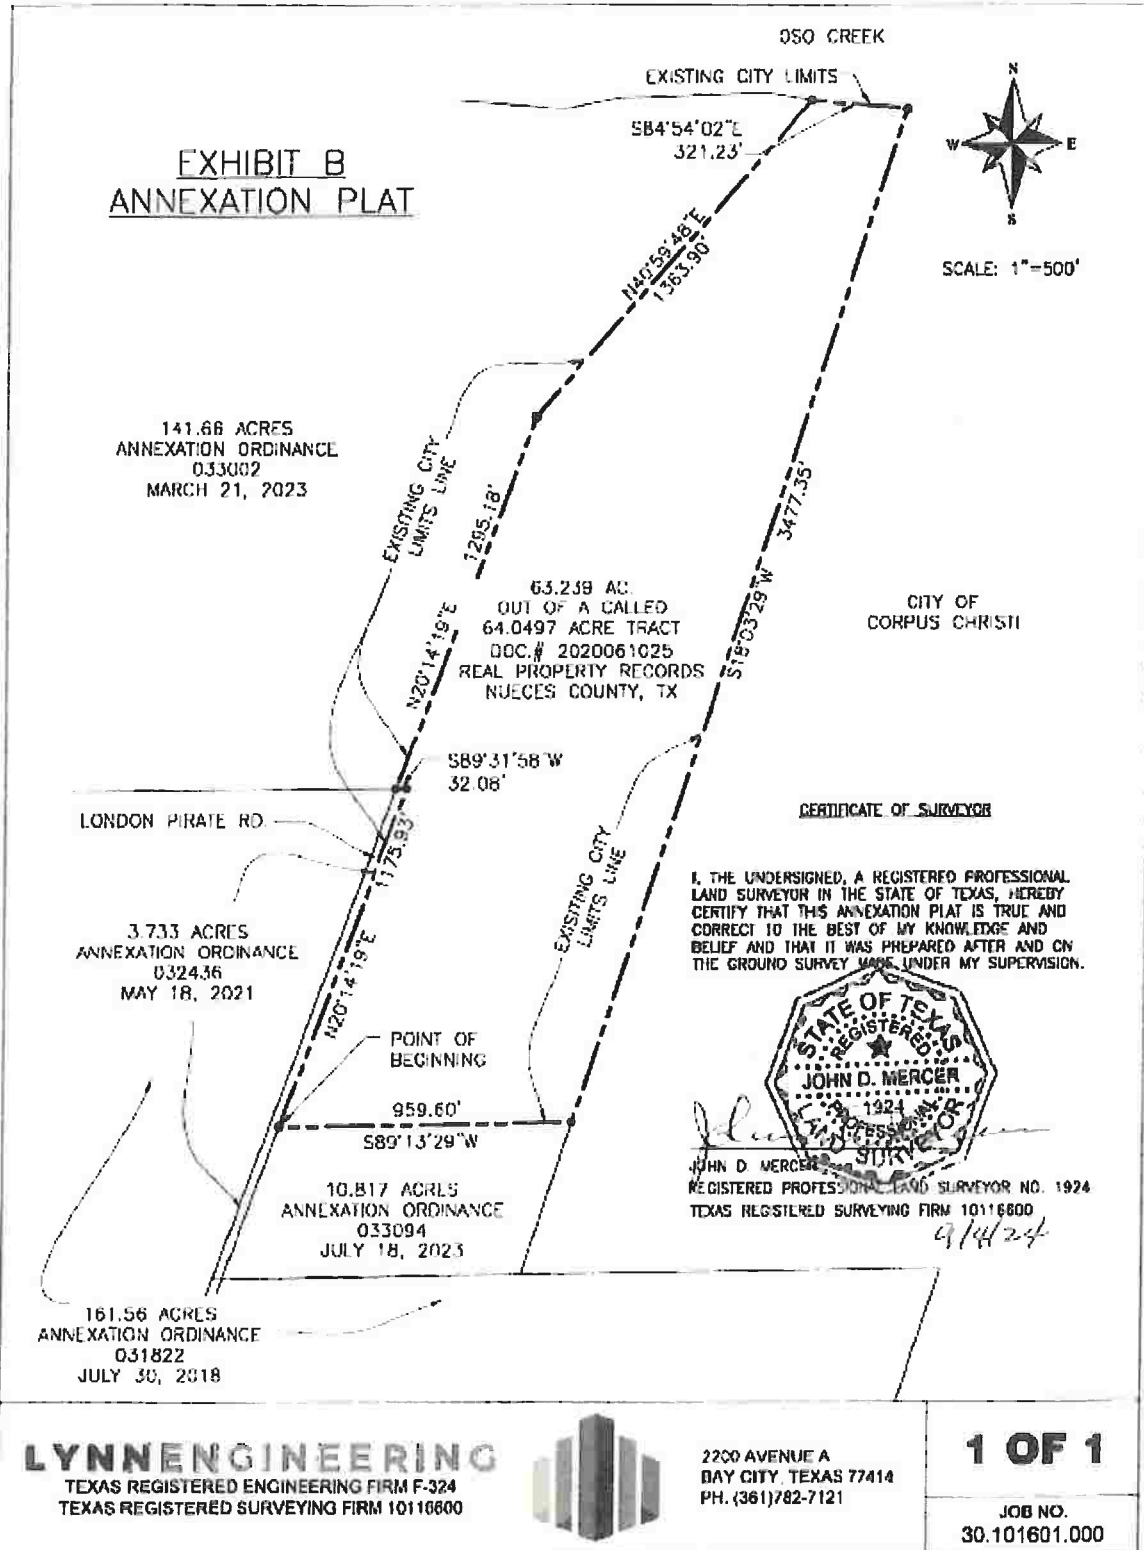 OSO CREEK
EXISTING CITY LIMITS
S84°54'02"E
321.23'
N
W
E
S
EXHIBIT B
ANNEXATION PLAT
SCALE: 1"=500'
N40°59'48"E
1363.90'
141.66 ACRES
ANNEXATION ORDINANCE
033002
MARCH 21, 2023
EXISITING CITY
LIMITS LINE
1295.18'
N20°14'19"E
63.239 AC.
OUT OF A CALLED
64.0497 ACRE TRACT
DOC.# 2020061025
REAL PROPERTY RECORDS
NUECES COUNTY, TX
3477.35'
S18°03'29"W
CITY OF
CORPUS CHRISTI
S89°31'58"W
32.08'
LONDON PIRATE RD.
1175.93'
N20°14'19"E
3.733 ACRES
ANNEXATION ORDINANCE
032436
MAY 18, 2021
EXISITING CITY
LIMITS LINE
CERTIFICATE OF SURVEYOR
I, THE UNDERSIGNED, A REGISTERED PROFESSIONAL
LAND SURVEYOR IN THE STATE OF TEXAS, HEREBY
CERTIFY THAT THIS ANNEXATION PLAT IS TRUE AND
CORRECT TO THE BEST OF MY KNOWLEDGE AND
BELIEF AND THAT IT WAS PREPARED AFTER AND ON
THE GROUND SURVEY MADE UNDER MY SUPERVISION.
STATE OF TEXAS
REGISTERED
JOHN D. MERCER
1924
PROFESSIONAL
LAND SURVEYOR
POINT OF
BEGINNING
959.60'
S89°13'29"W
JOHN D. MERCER
REGISTERED PROFESSIONAL LAND SURVEYOR NO. 1924
TEXAS REGISTERED SURVEYING FIRM 10116600
9/4/24
10.817 ACRES
ANNEXATION ORDINANCE
033094
JULY 18, 2023
161.56 ACRES
ANNEXATION ORDINANCE
031822
JULY 30, 2018
LYNNENGINEERING
TEXAS REGISTERED ENGINEERING FIRM F-324
TEXAS REGISTERED SURVEYING FIRM 10116600
2200 AVENUE A
BAY CITY, TEXAS 77414
PH. (361)782-7121
1 OF 1
JOB NO.
30.101601.000